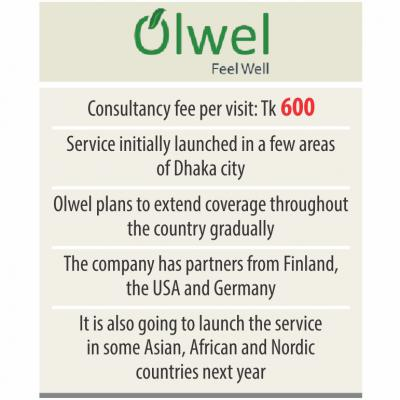 Olwel
Feel Well
Consultancy fee per visit: Tk 600
Service initially launched in a few areas
of Dhaka city
Olwel plans to extend coverage throughout
the country gradually
The company has partners from Finland,
the USA and Germany
It is also going to launch the service
in some Asian, African and Nordic
countries next year